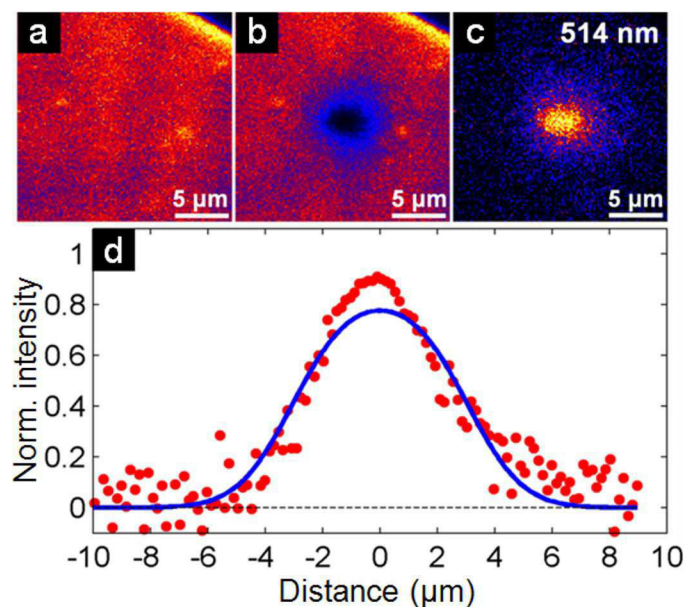 a b c 514 nm
5 µm 5 µm 5 µm
d
1
0.8
0.6
0.4
0.2
0
Norm. intensity
-10 -8 -6 -4 -2 0 2 4 6 8 10
Distance (µm)